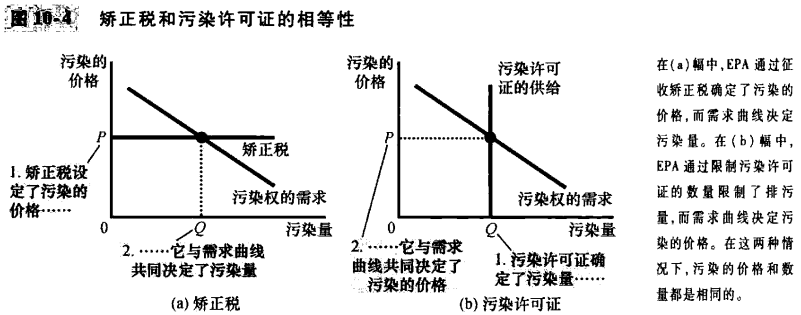 图 10-4 矫正税和污染许可证的相等性
污染的
价格
P
1. 矫正税设
定了污染的
价格……
矫正税
污染权的需求
0
Q
污染量
2. ……它与需求曲线
共同决定了污染量
(a) 矫正税
污染的
价格
污染许可
证的供给
P
污染权的需求
0
Q
污染量
2. ……它与需求
曲线共同决定了
污染的价格
1. 污染许可证确
定了污染量……
(b) 污染许可证
在(a)幅中,EPA 通过征
收矫正税确定了污染的
价格,而需求曲线决定
污染量。在(b)幅中,
EPA 通过限制污染许可
证的数量限制了排污
量,而需求曲线决定污
染的价格。在这两种情
况下,污染的价格和数
量都是相同的。